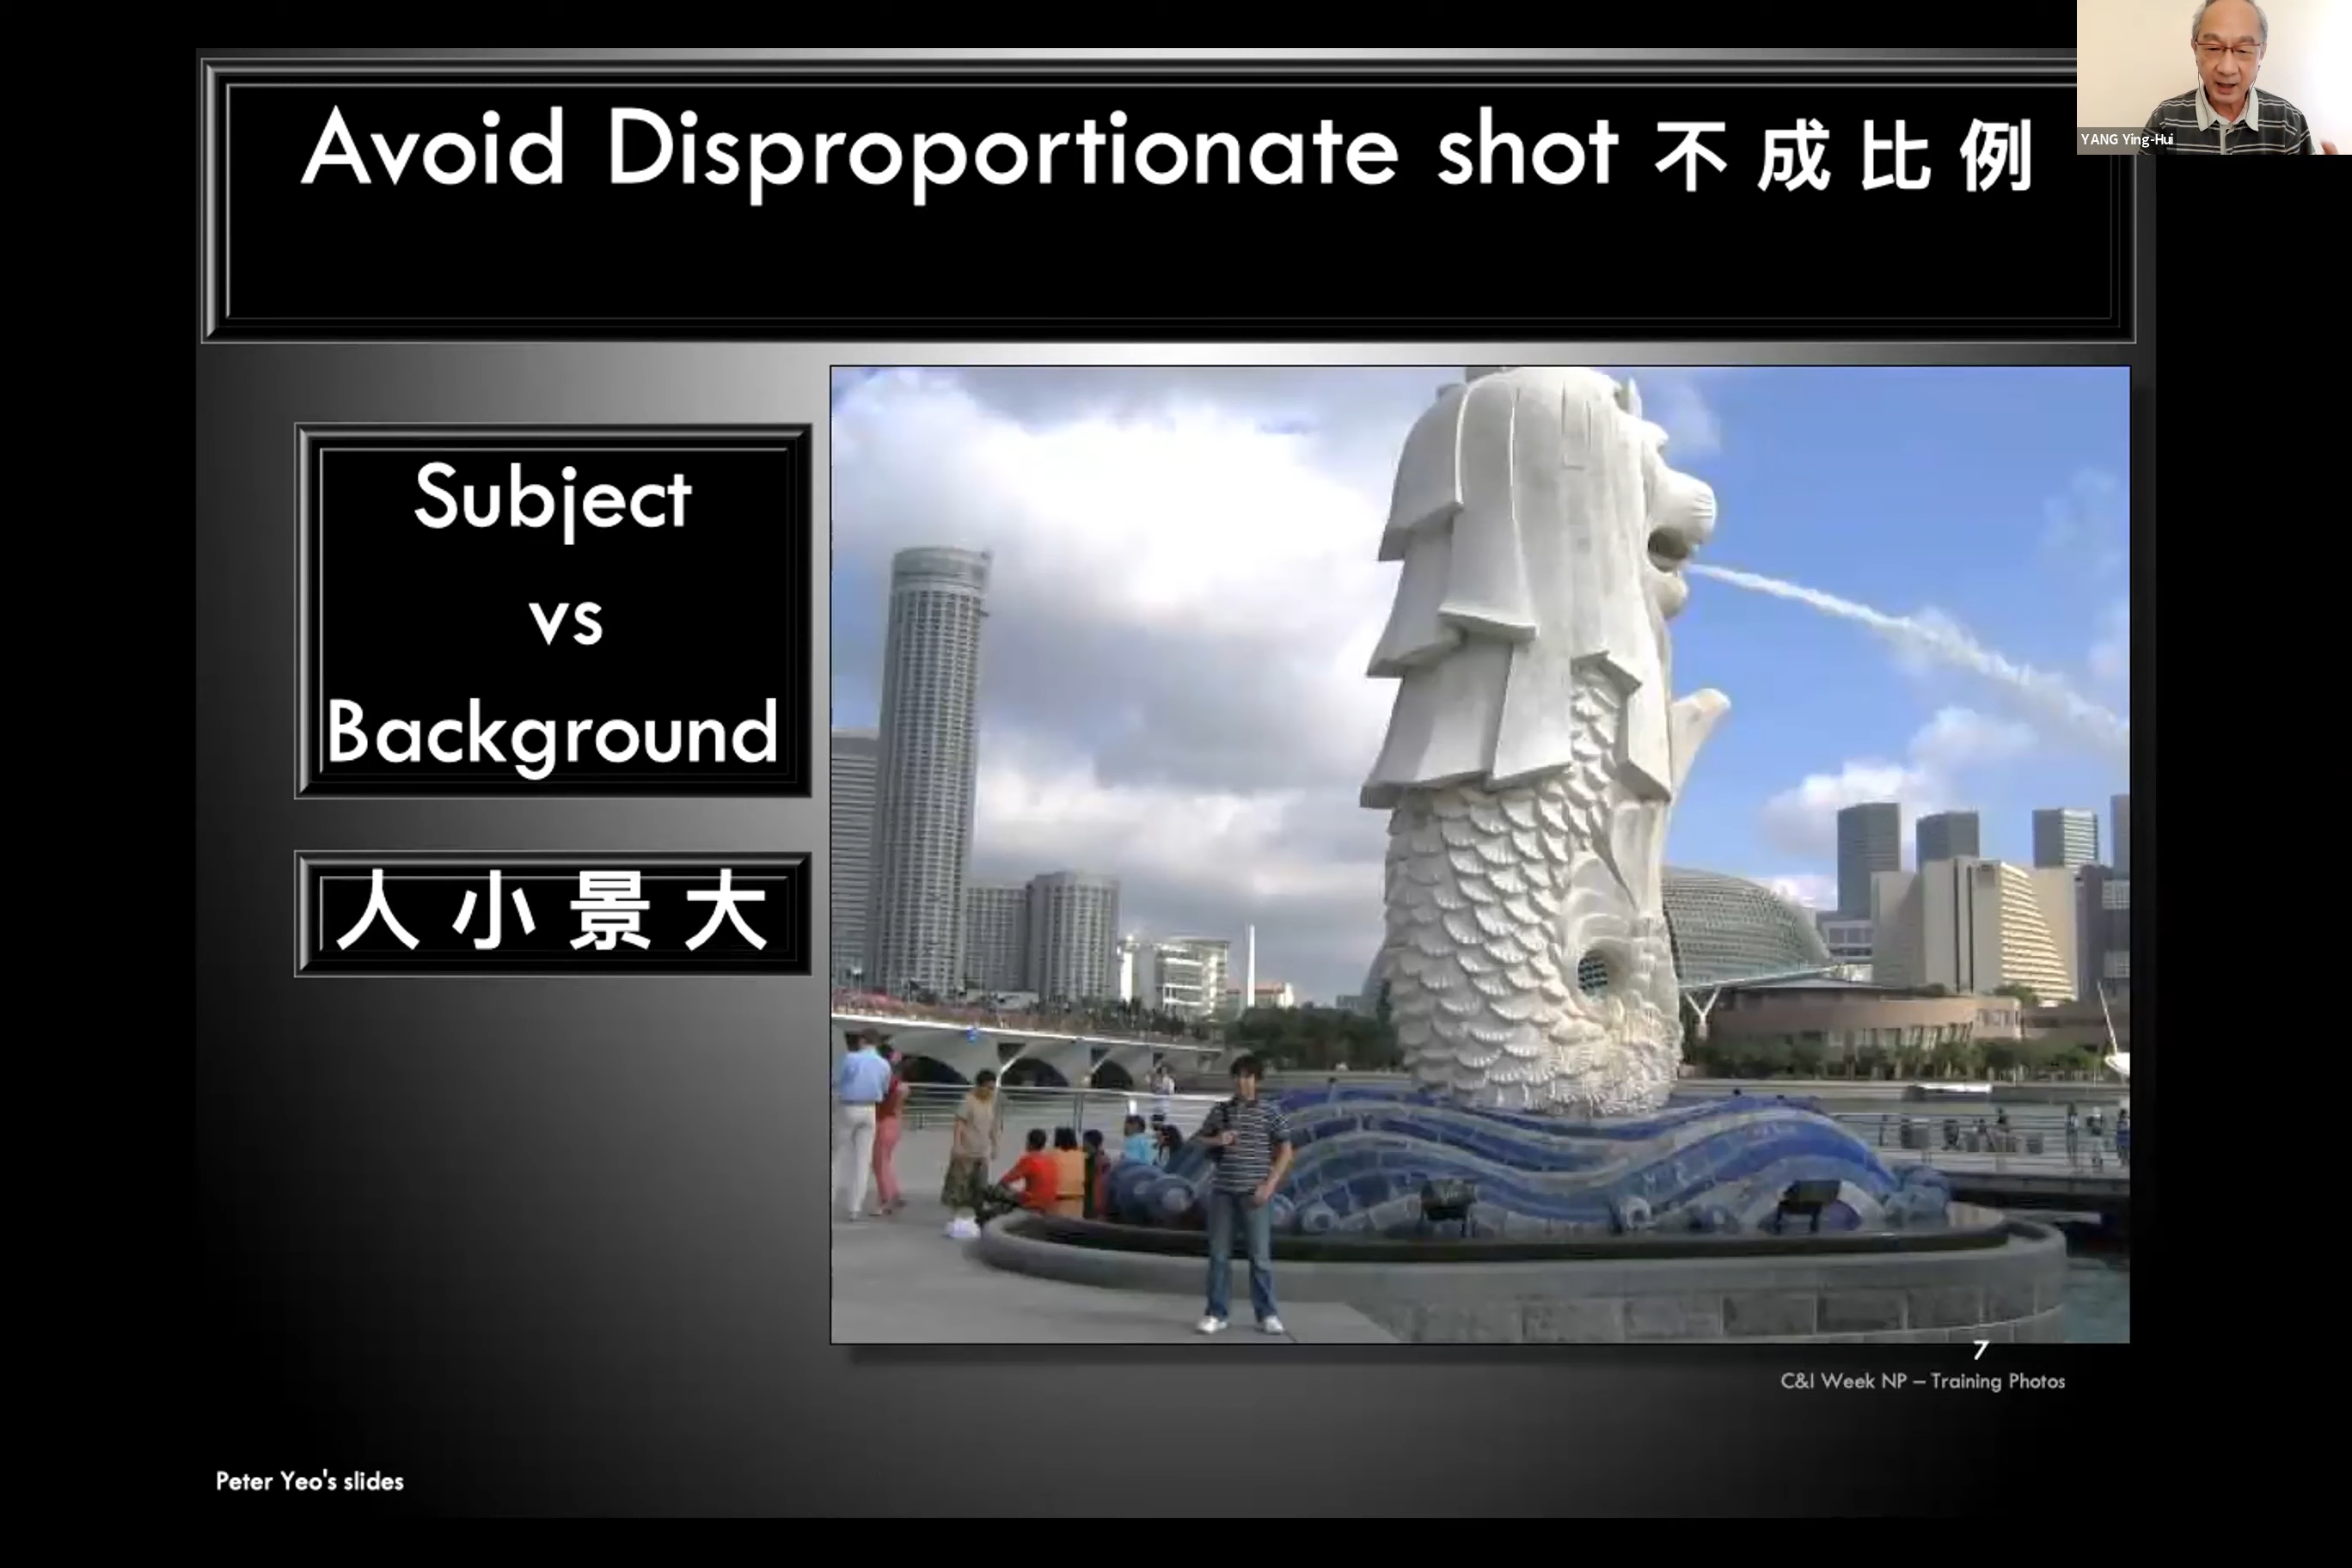 Avoid Disproportionate shot 不成比例
YANG Ying-Hui
Subject
vs
Background
人小景大
7
C&I Week NP – Training Photos
Peter Yeo's slides